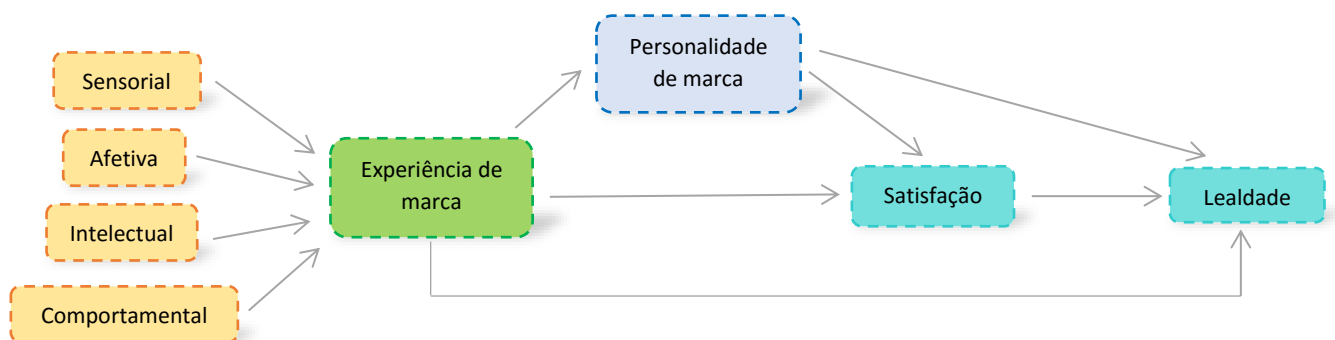 Sensorial
Afetiva
Intelectual
Comportamental
Experiência de
marca
Personalidade
de marca
Satisfação
Lealdade